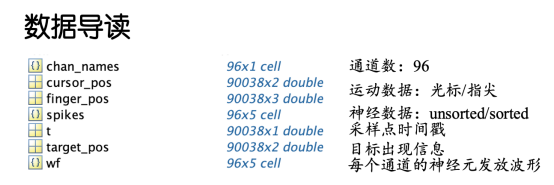 数据导读
chan_names 96x1 cell 通道数：96
cursor_pos 90038x2 double 运动数据：光标/指尖
finger_pos 90038x3 double
spikes 96x5 cell 神经数据：unsorted/sorted
t 90038x1 double 采样点时间戳
target_pos 90038x2 double 目标出现信息
wf 96x5 cell 每个通道的神经元发放波形